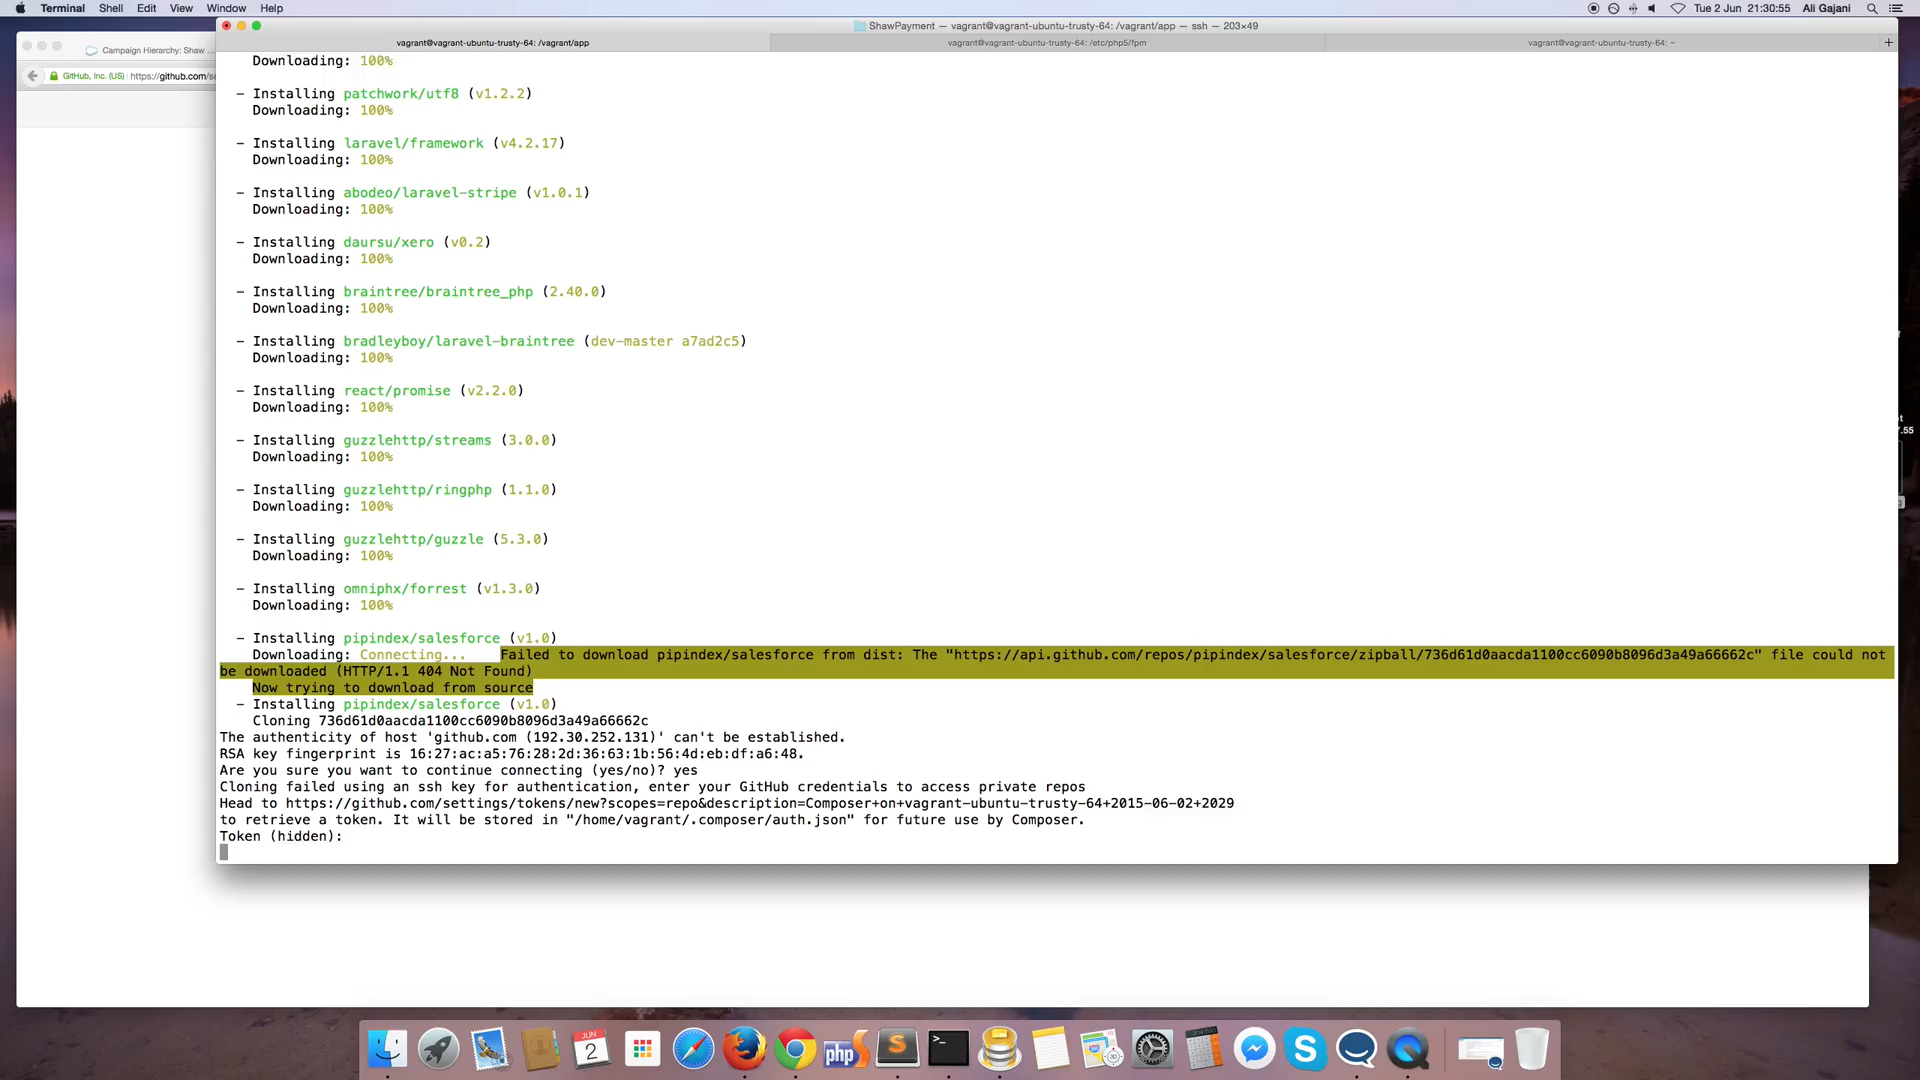 Terminal Shell Edit View Window Help Tue 2 Jun 21:30:55 Ali Gajani
ShawPayment — vagrant@vagrant-ubuntu-trusty-64: /vagrant/app — ssh — 203×49
vagrant@vagrant-ubuntu-trusty-64: /vagrant/app vagrant@vagrant-ubuntu-trusty-64: /etc/php5/fpm vagrant@vagrant-ubuntu-trusty-64: ~ +
Campaign Hierarchy: Shaw ...
GitHub, Inc. (US) https://github.com/se
Downloading: 100%
- Installing patchwork/utf8 (v1.2.2)
Downloading: 100%
- Installing laravel/framework (v4.2.17)
Downloading: 100%
- Installing abodeo/laravel-stripe (v1.0.1)
Downloading: 100%
- Installing daursu/xero (v0.2)
Downloading: 100%
- Installing braintree/braintree_php (2.40.0)
Downloading: 100%
- Installing bradleyboy/laravel-braintree (dev-master a7ad2c5)
Downloading: 100%
- Installing react/promise (v2.2.0)
Downloading: 100%
- Installing guzzlehttp/streams (3.0.0)
Downloading: 100%
- Installing guzzlehttp/ringphp (1.1.0)
Downloading: 100%
- Installing guzzlehttp/guzzle (5.3.0)
Downloading: 100%
- Installing omniphx/forrest (v1.3.0)
Downloading: 100%
- Installing pipindex/salesforce (v1.0)
Downloading: Connecting... Failed to download pipindex/salesforce from dist: The "https://api.github.com/repos/pipindex/salesforce/zipball/736d61d0aacda1100cc6090b8096d3a49a66662c" file could not
be downloaded (HTTP/1.1 404 Not Found)
Now trying to download from source
- Installing pipindex/salesforce (v1.0)
Cloning 736d61d0aacda1100cc6090b8096d3a49a66662c
The authenticity of host 'github.com (192.30.252.131)' can't be established.
RSA key fingerprint is 16:27:ac:a5:76:28:2d:36:63:1b:56:4d:eb:df:a6:48.
Are you sure you want to continue connecting (yes/no)? yes
Cloning failed using an ssh key for authentication, enter your GitHub credentials to access private repos
Head to https://github.com/settings/tokens/new?scopes=repo&description=Composer+on+vagrant-ubuntu-trusty-64+2015-06-02+2029
to retrieve a token. It will be stored in "/home/vagrant/.composer/auth.json" for future use by Composer.
Token (hidden):
7.55
JUN
2
php
S
>_
S